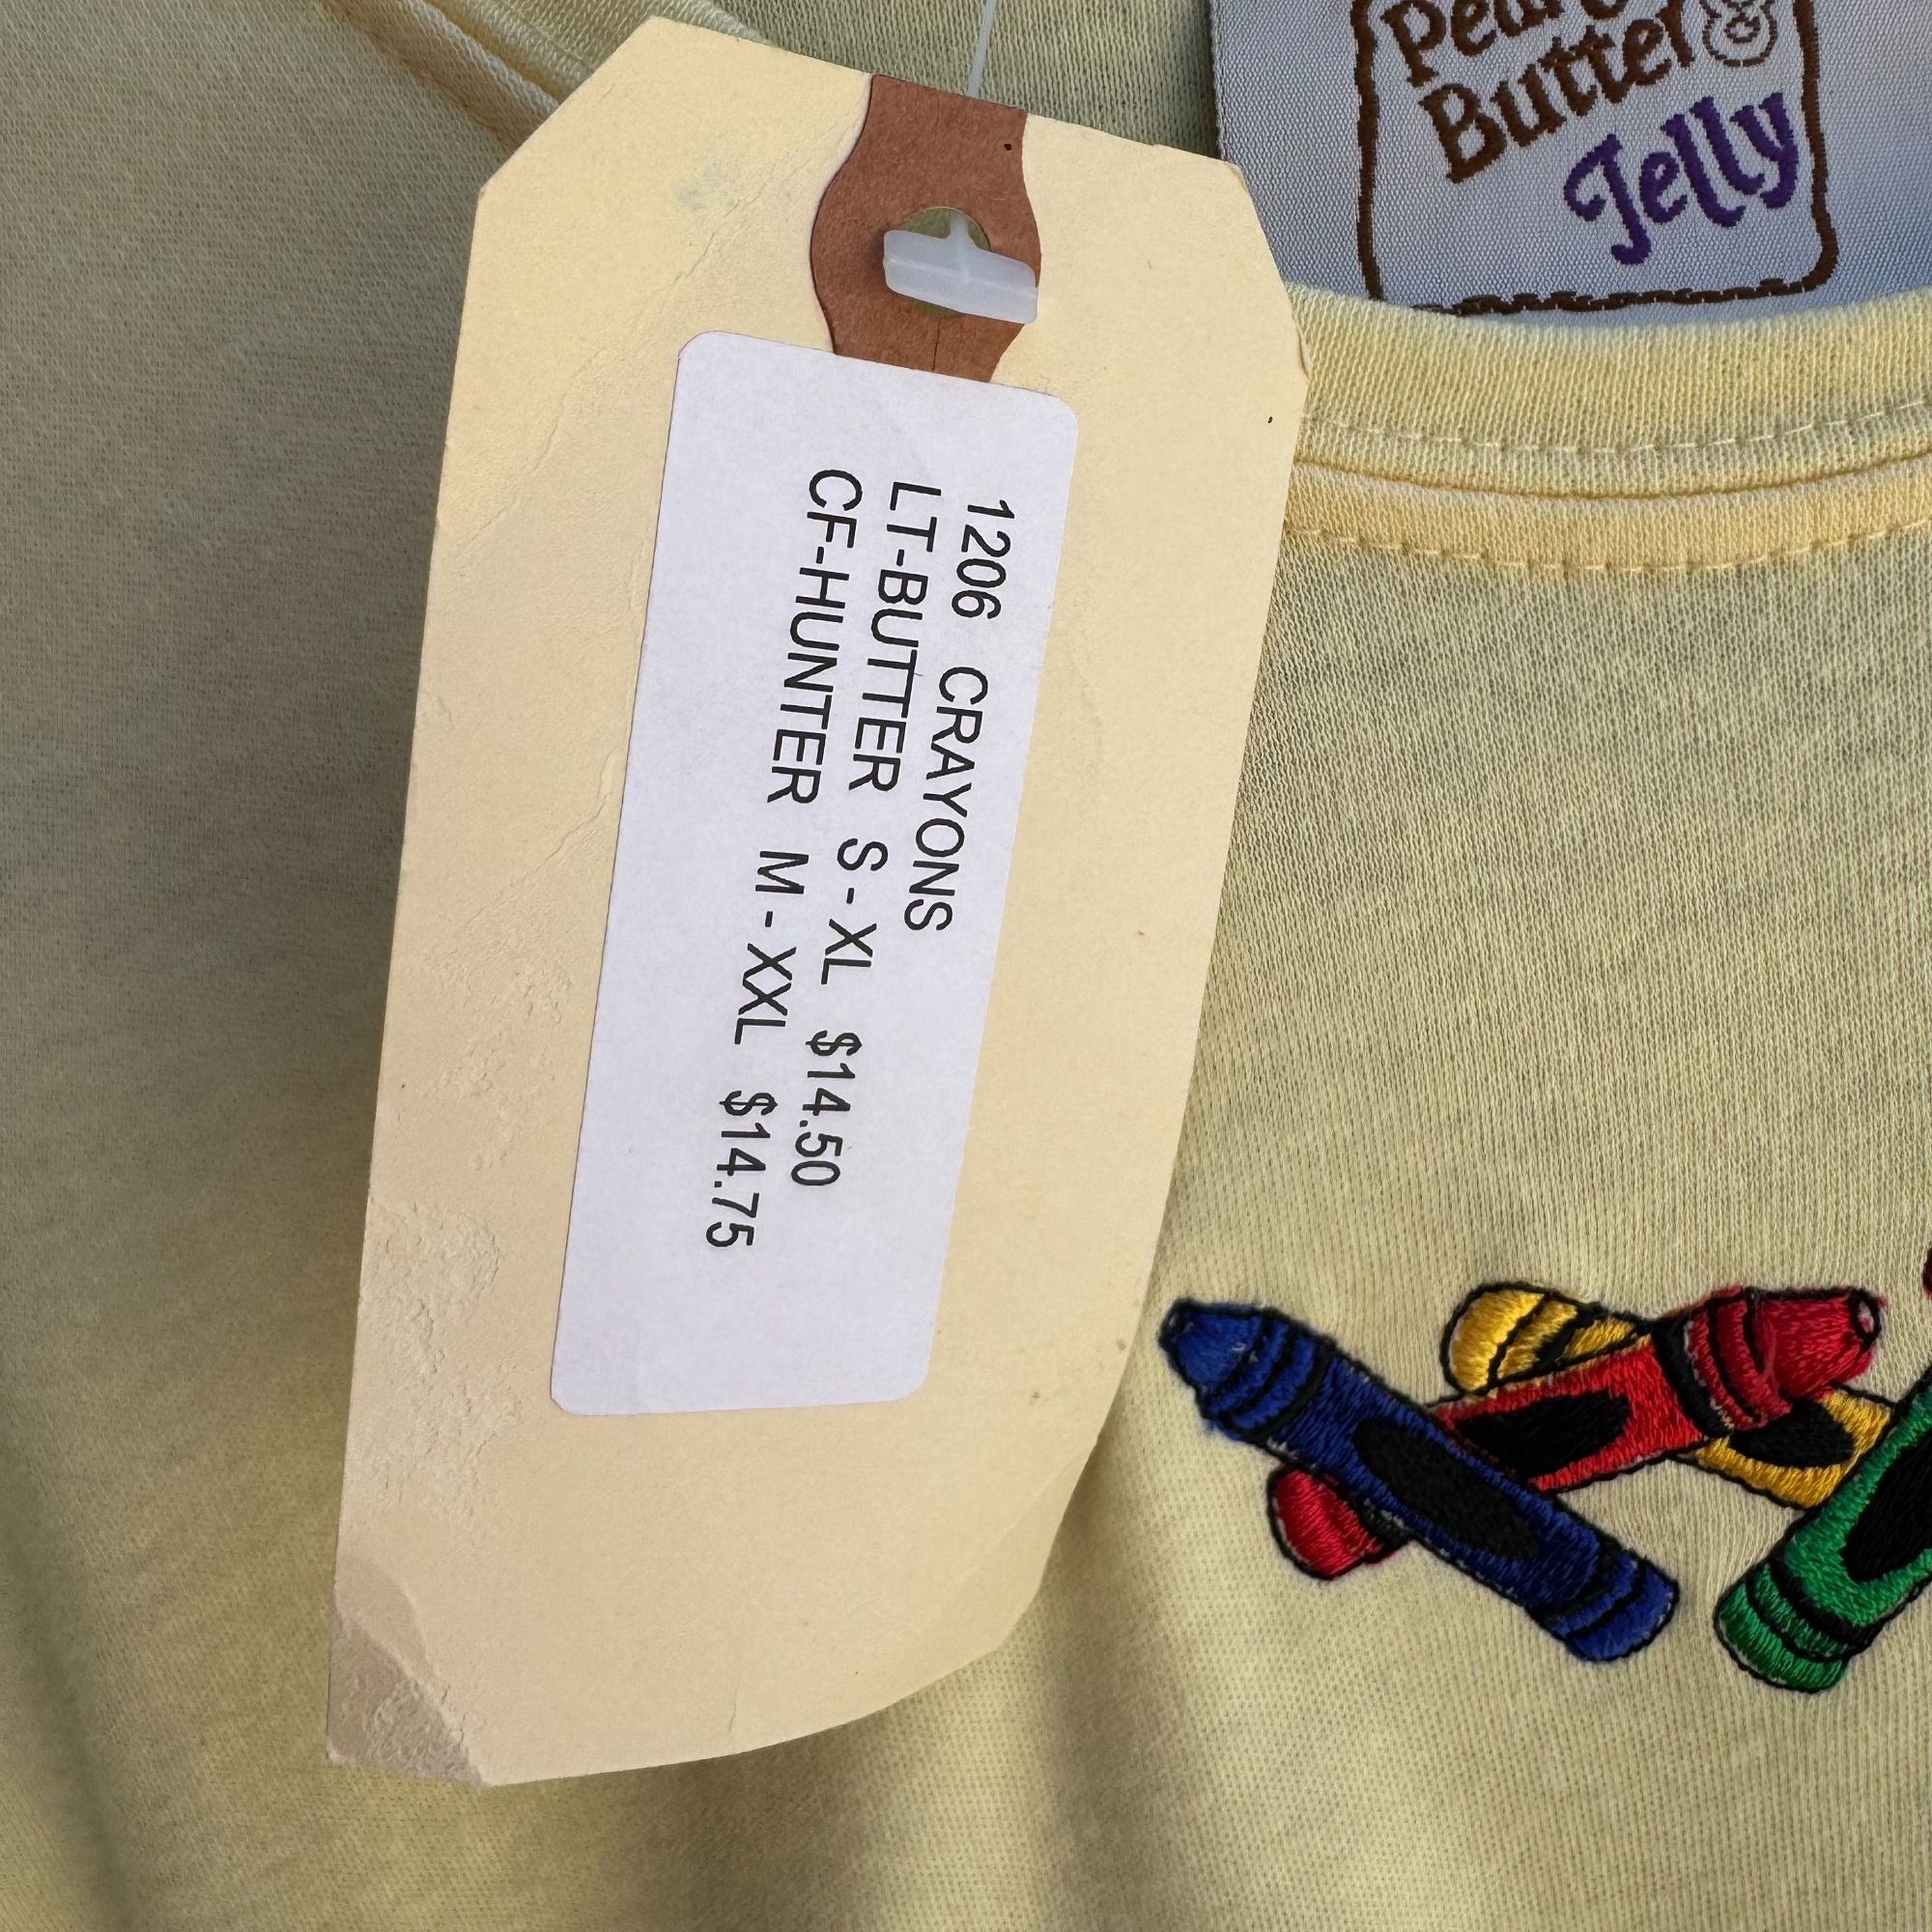 1206 CRAYONS
LT-BUTTER S - XL $14.50
CF-HUNTER M - XXL $14.75
Butter &
Jelly